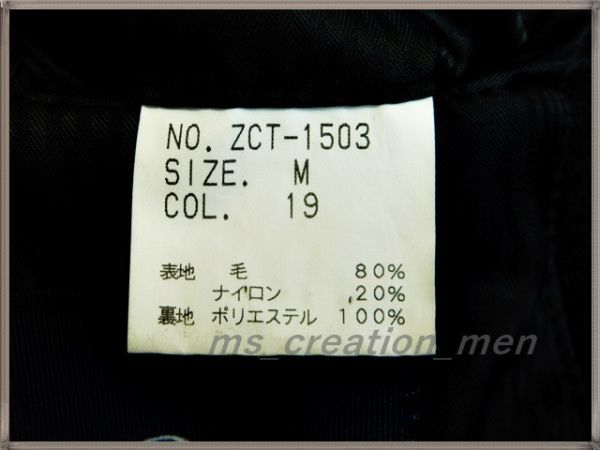 NO. ZCT-1503
SIZE. M
COL. 19
表地 毛 80%
ナイロン 20%
裏地 ポリエステル 100%
ms_creation_men